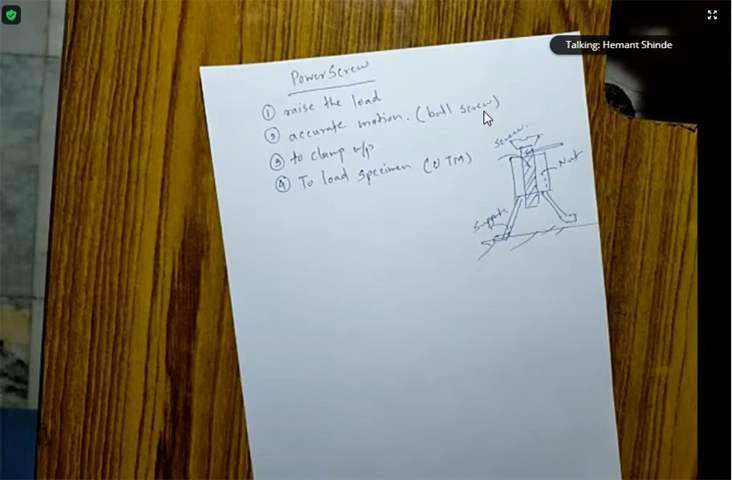 Talking: Hemant Shinde
Power Screw
① raise the load
② accurate motion. (ball screw)
③ to clamp w/p
④ To load specimen (UTM)
screw.
Nut
support